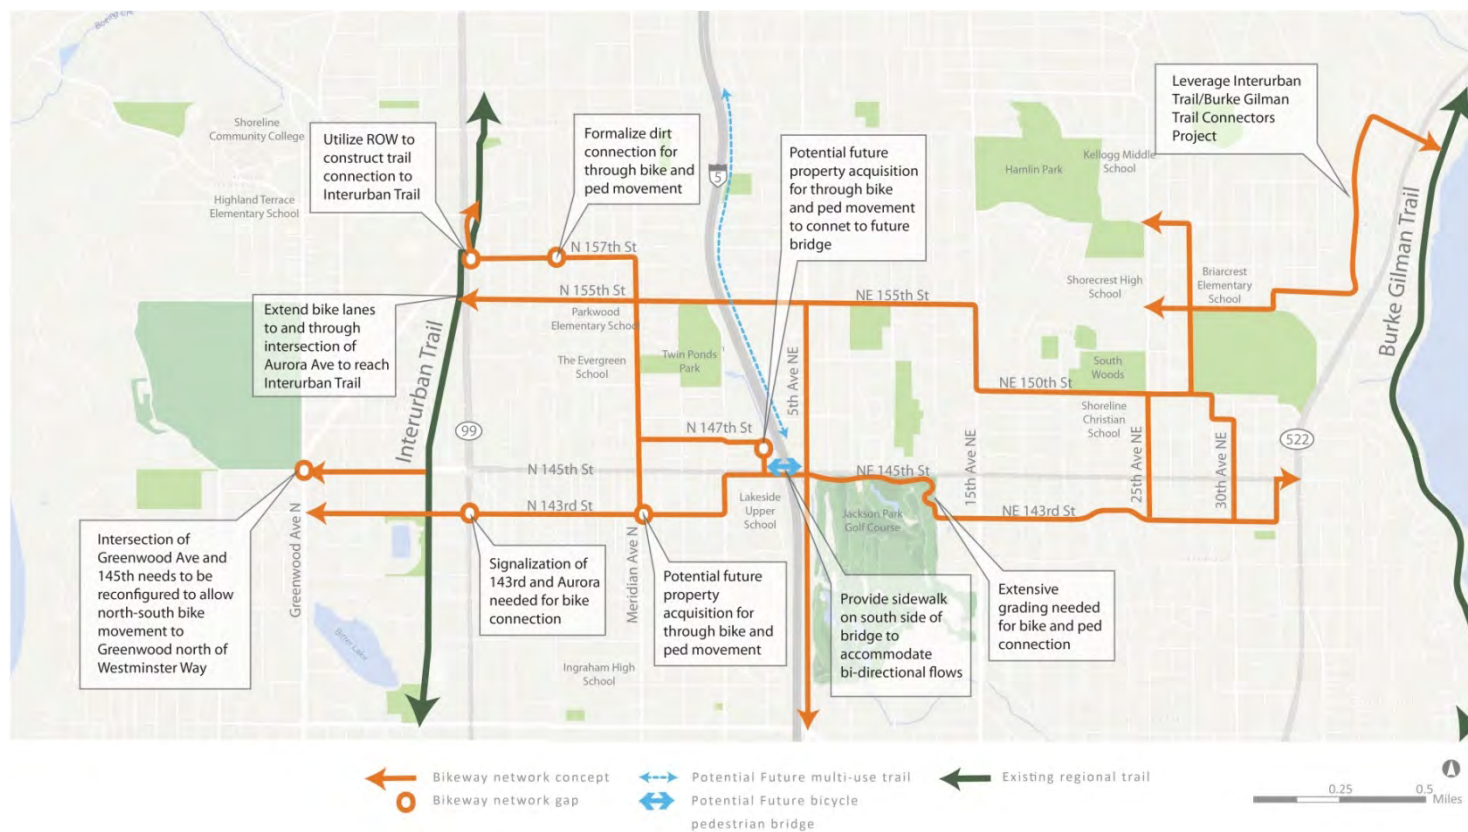 Boeing Creek
Shoreline
Community College
Highland Terrace
Elementary School
Utilize ROW to
construct trail
connection to
Interurban Trail
Formalize dirt
connection for
through bike and
ped movement
5
Potential future
property acquisition
for through bike
and ped movement
to connet to future
bridge
Hamlin Park
Kellogg Middle
School
Leverage Interurban
Trail/Burke Gilman
Trail Connectors
Project
N 157th St
N 155th St
NE 155th St
Extend bike lanes
to and through
intersection of
Aurora Ave to reach
Interurban Trail
Interurban Trail
Parkwood
Elementary School
The Evergreen
School
Twin Ponds
Park
5th Ave NE
Shorecrest High
School
Briarcrest
Elementary
School
Burke Gilman Trail
South
Woods
NE 150th St
Shoreline
Christian
School
99
522
N 147th St
N 145th St
NE 145th St
15th Ave NE
25th Ave NE
30th Ave NE
N 143rd St
NE 143rd St
Lakeside
Upper
School
Jackson Park
Golf Course
Greenwood Ave N
Meridian Ave N
Intersection of
Greenwood Ave and
145th needs to be
reconfigured to allow
north-south bike
movement to
Greenwood north of
Westminster Way
Bitter Lake
Signalization of
143rd and Aurora
needed for bike
connection
Ingraham High
School
Potential future
property
acquisition for
through bike and
ped movement
Provide sidewalk
on south side of
bridge to
accommodate
bi-directional flows
Extensive
grading needed
for bike and ped
connection
Bikeway network concept
Bikeway network gap
Potential Future multi-use trail
Potential Future bicycle
pedestrian bridge
Existing regional trail
0.25
0.5
Miles